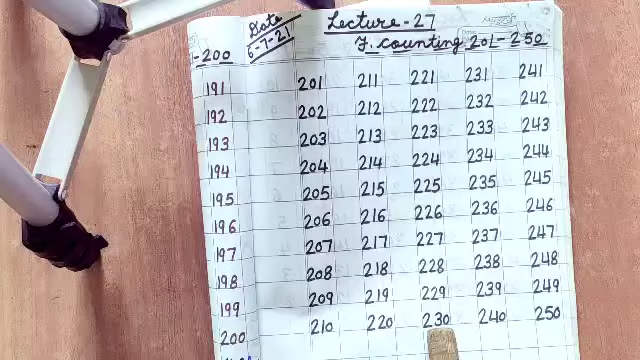 Date Lecture-27
6-7-21 F. counting 201-250
-200
191 201 211 221 231 241
192 202 212 222 232 242
193 203 213 223 233 243
194 204 214 224 234 244
195 205 215 225 235 245
196 206 216 226 236 246
197 207 217 227 237 247
198 208 218 228 238 248
199 209 219 229 239 249
200 210 220 230 240 250